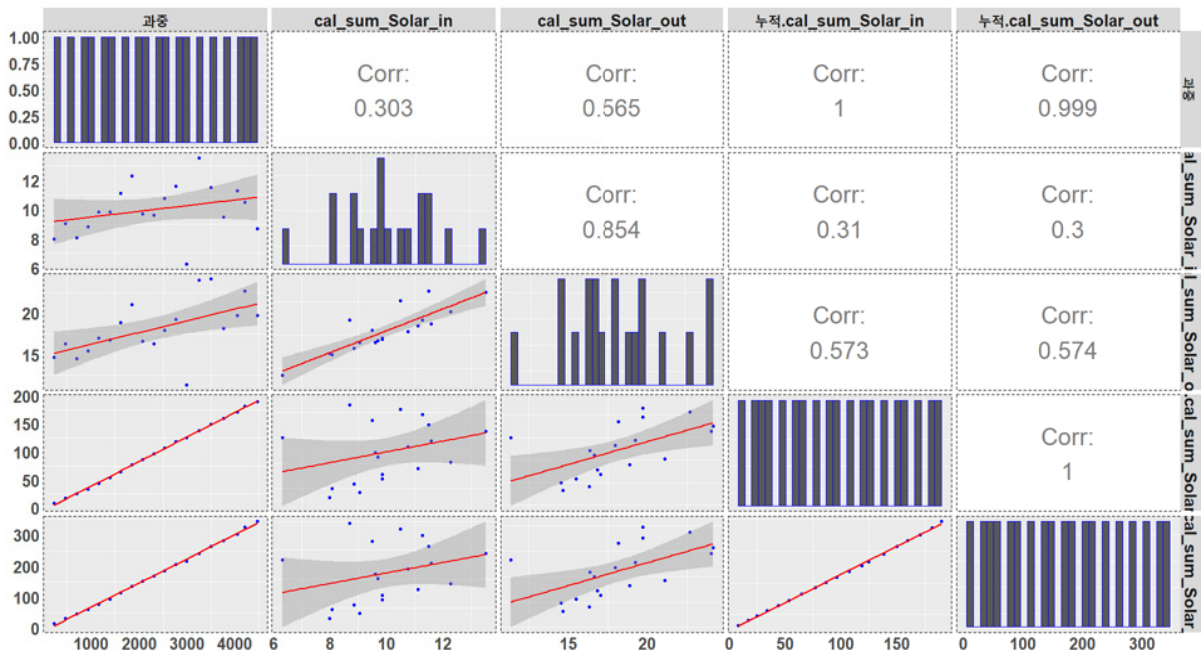 과중
cal_sum_Solar_in
cal_sum_Solar_out
누적.cal_sum_Solar_in
누적.cal_sum_Solar_out
1.00
0.75
0.50
0.25
0.00
Corr:
0.303
Corr:
0.565
Corr:
1
Corr:
0.999
과중
12
10
8
6
Corr:
0.854
Corr:
0.31
Corr:
0.3
al_sum_Solar_i
20
15
Corr:
0.573
Corr:
0.574
l_sum_Solar_o
200
150
100
50
0
Corr:
1
.cal_sum_Solar
300
200
100
0
cal_sum_Solar_
1000 2000 3000 4000
6 8 10 12
15 20
0 50 100 150
0 100 200 300